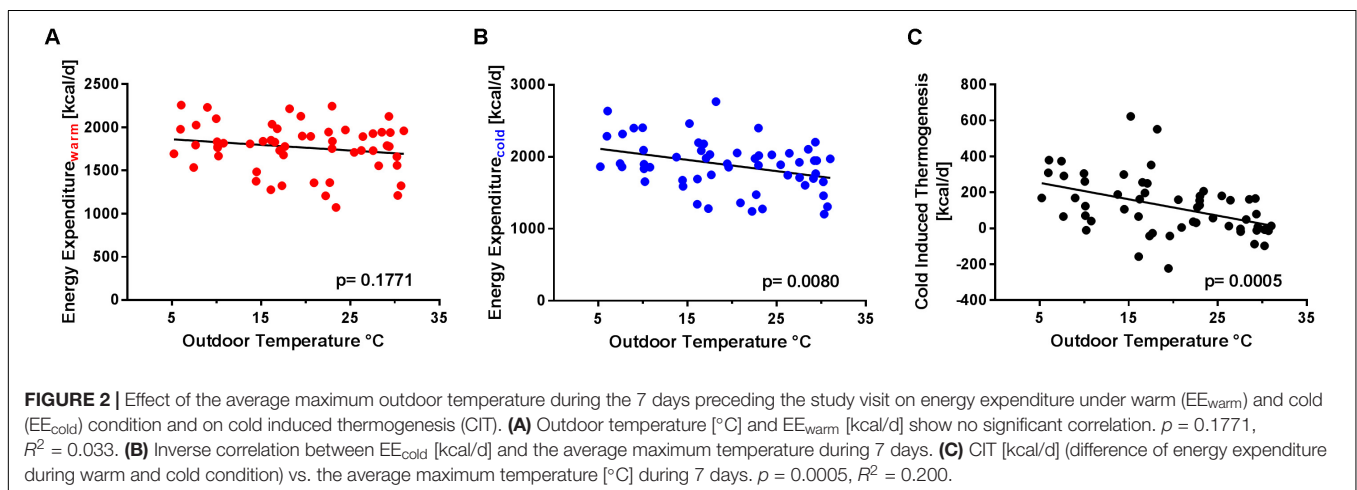 A
Energy Expenditurewarm [kcal/d]
2500
2000
1500
1000
500
0
p= 0.1771
5 15 25 35
Outdoor Temperature °C
B
Energy Expenditurecold [kcal/d]
3000
2000
1000
0
p= 0.0080
5 15 25 35
Outdoor Temperature °C
C
Cold Induced Thermogenesis
[kcal/d]
800
600
400
200
0
-200
-400
p= 0.0005
5 15 25 35
Outdoor Temperature °C
FIGURE 2 | Effect of the average maximum outdoor temperature during the 7 days preceding the study visit on energy expenditure under warm (EEwarm) and cold
(EEcold) condition and on cold induced thermogenesis (CIT). (A) Outdoor temperature [°C] and EEwarm [kcal/d] show no significant correlation. p = 0.1771,
R² = 0.033. (B) Inverse correlation between EEcold [kcal/d] and the average maximum temperature during 7 days. (C) CIT [kcal/d] (difference of energy expenditure
during warm and cold condition) vs. the average maximum temperature [°C] during 7 days. p = 0.0005, R² = 0.200.